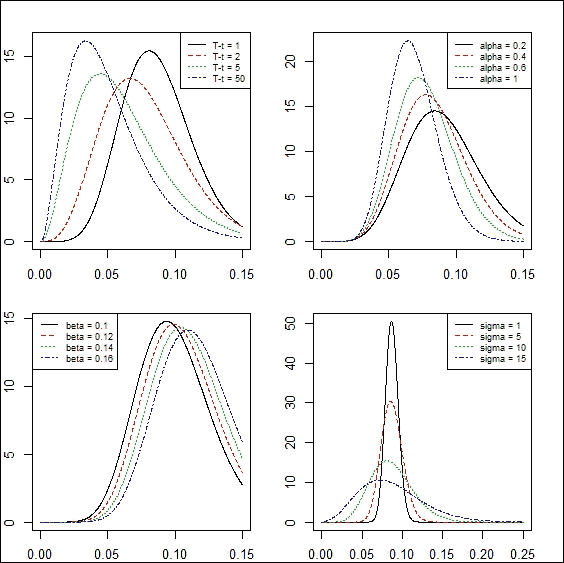 T-t = 1
T-t = 2
T-t = 5
T-t = 50
0 5 10 15
0.00 0.05 0.10 0.15
alpha = 0.2
alpha = 0.4
alpha = 0.6
alpha = 1
0 5 10 15 20
0.00 0.05 0.10 0.15
beta = 0.1
beta = 0.12
beta = 0.14
beta = 0.16
0 5 10 15
0.00 0.05 0.10 0.15
sigma = 1
sigma = 5
sigma = 10
sigma = 15
0 10 20 30 40 50
0.00 0.05 0.10 0.15 0.20 0.25